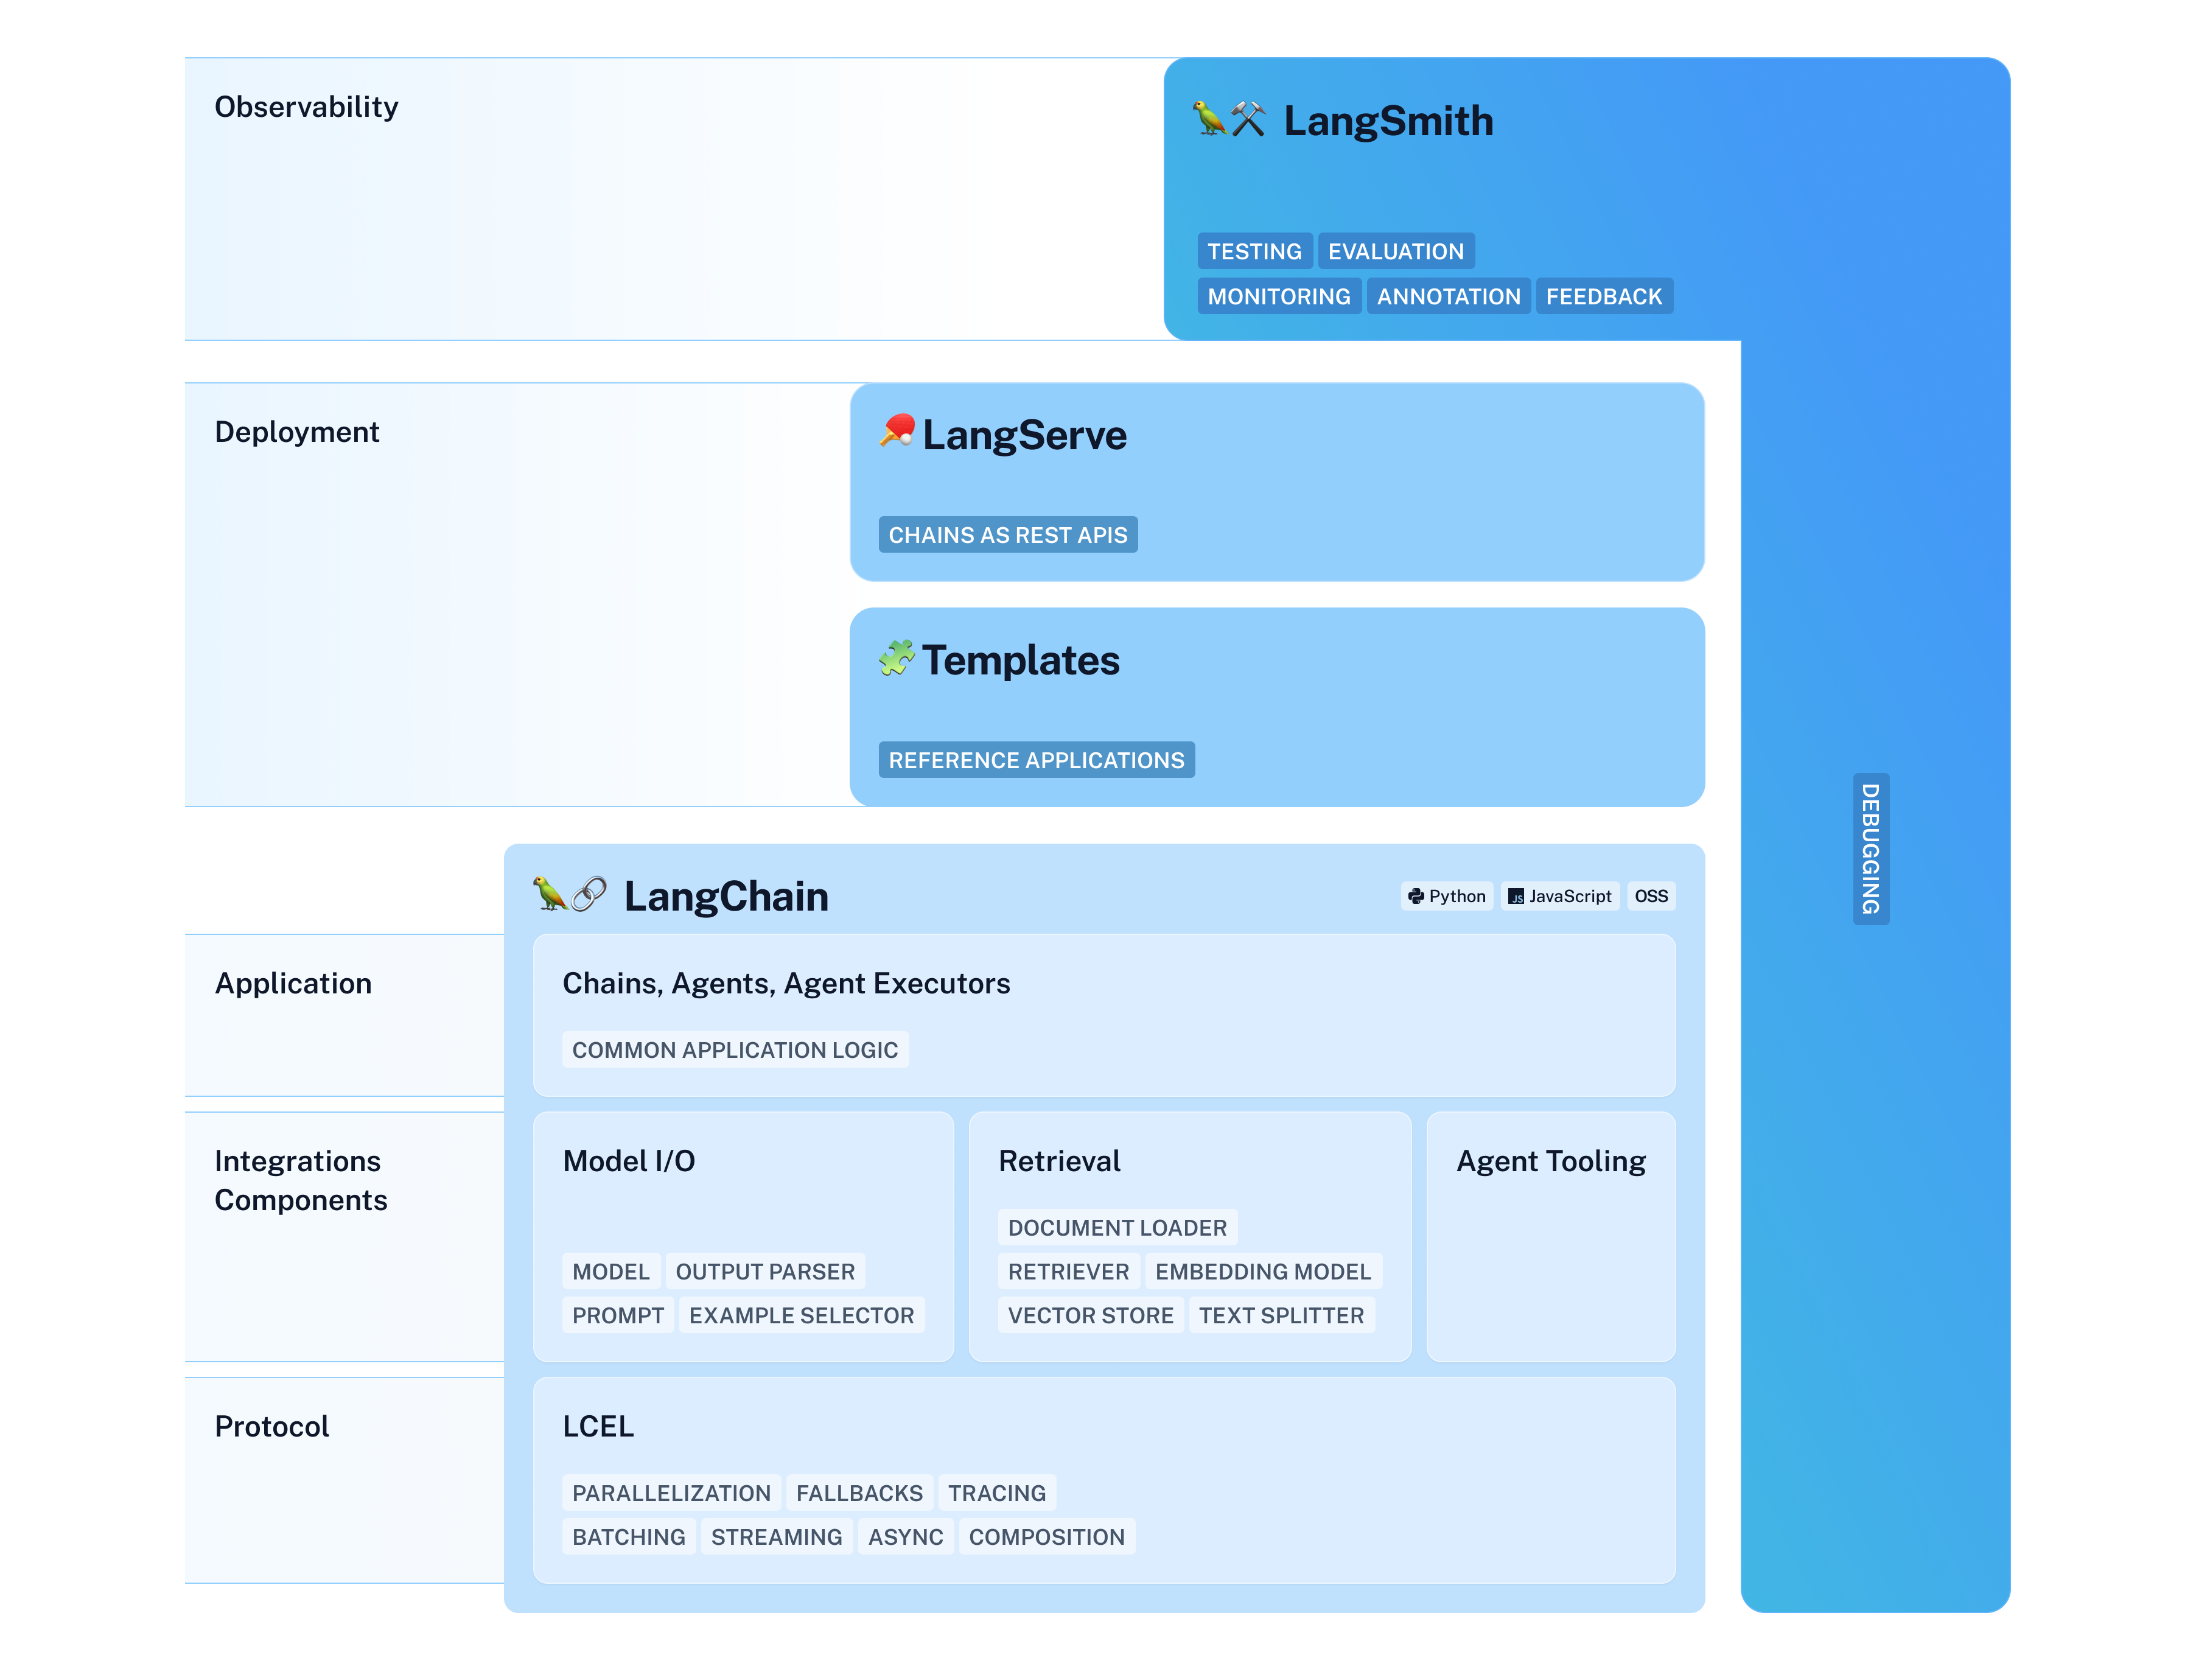 Observability
LangSmith
TESTING EVALUATION
MONITORING ANNOTATION FEEDBACK
Deployment
LangServe
CHAINS AS REST APIS
Templates
REFERENCE APPLICATIONS
DEBUGGING
LangChain
Python JavaScript OSS
Application
Chains, Agents, Agent Executors
COMMON APPLICATION LOGIC
Integrations
Components
Model I/O
MODEL OUTPUT PARSER
PROMPT EXAMPLE SELECTOR
Retrieval
DOCUMENT LOADER
RETRIEVER EMBEDDING MODEL
VECTOR STORE TEXT SPLITTER
Agent Tooling
Protocol
LCEL
PARALLELIZATION FALLBACKS TRACING
BATCHING STREAMING ASYNC COMPOSITION